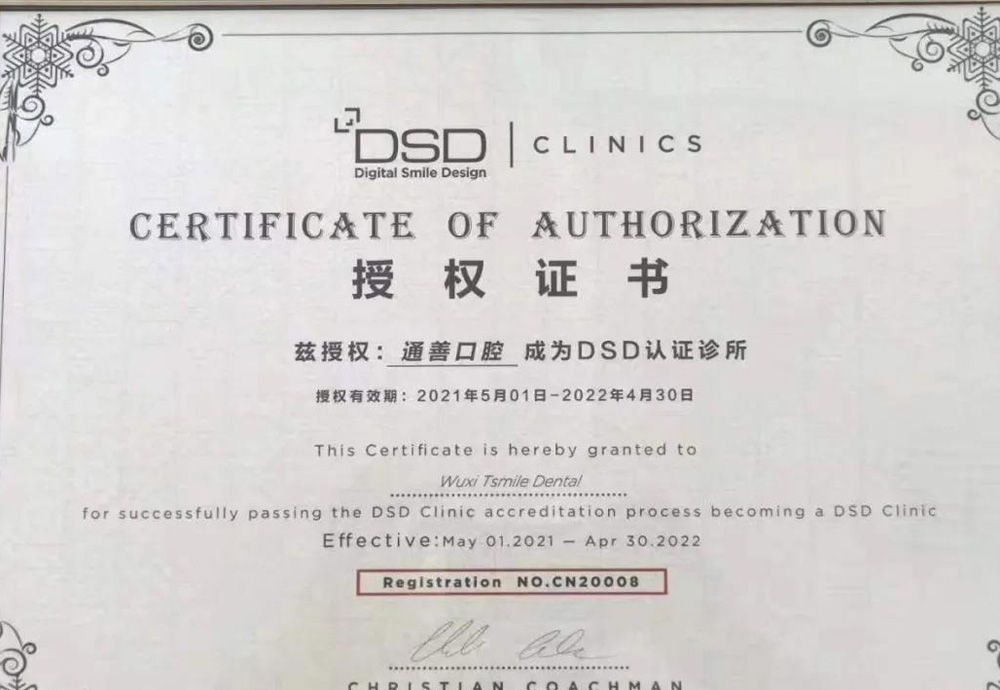 DSD | CLINICS
Digital Smile Design
CERTIFICATE OF AUTHORIZATION
授权证书
兹授权：通善口腔 成为DSD认证诊所
授权有效期：2021年5月01日-2022年4月30日
This Certificate is hereby granted to
Wuxi Tsmile Dental
for successfully passing the DSD Clinic accreditation process becoming a DSD Clinic
Effective:May 01.2021 — Apr 30.2022
Registration NO.CN20008
CHRISTIAN COACHMAN